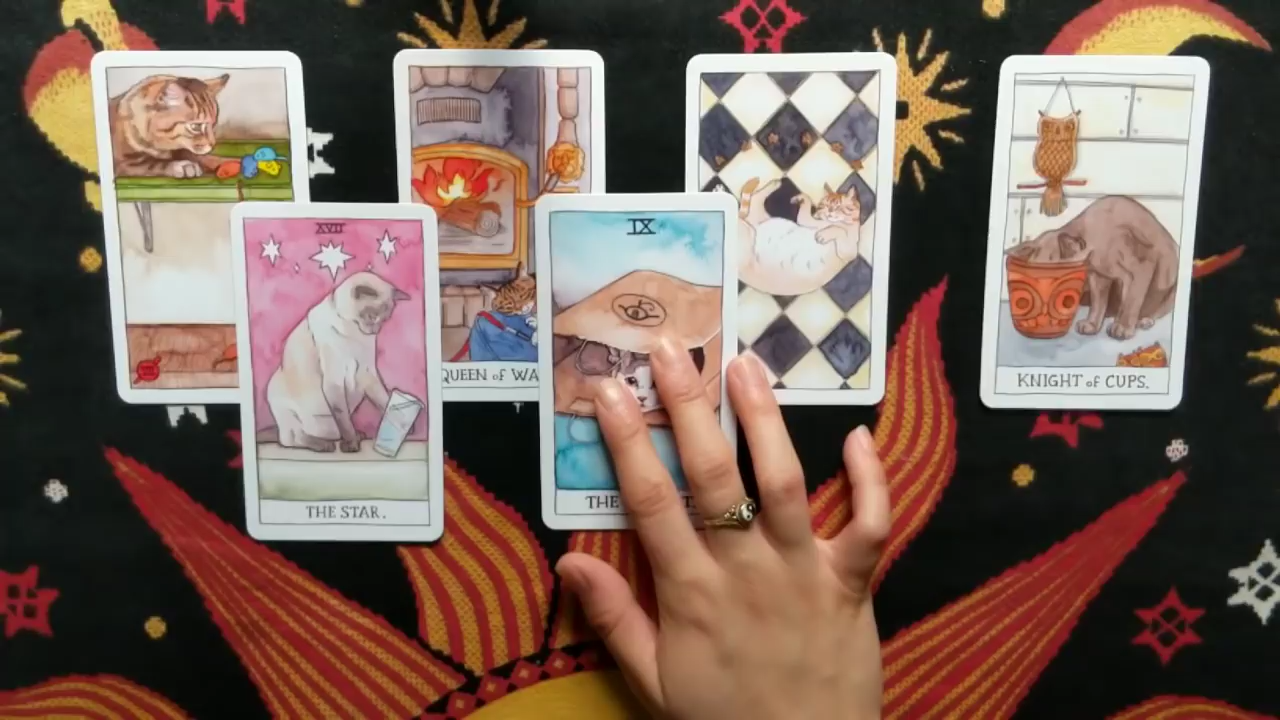 QUEEN of WA
KNIGHT of CUPS.
XVII
IX
THE STAR.
THE T.